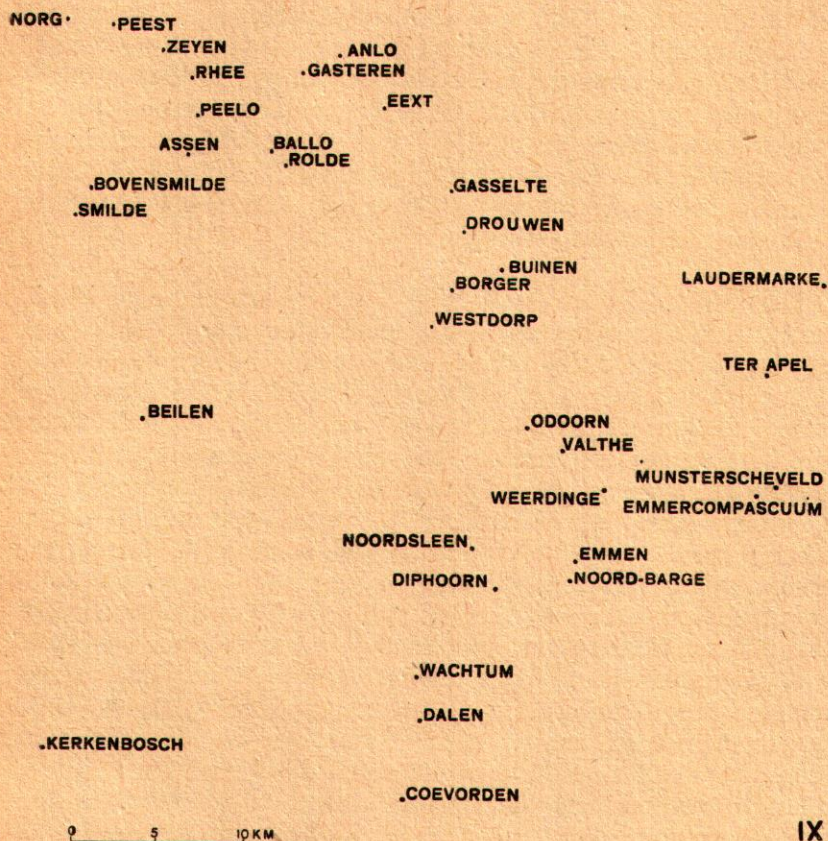 NORG
PEEST
ZEYEN
ANLO
RHEE
GASTEREN
PEELO
EEXT
ASSEN
BALLO
ROLDE
BOVENSMILDE
GASSELTE
SMILDE
DROUWEN
BUINEN
BORGER
LAUDERMARKE
WESTDORP
TER APEL
BEILEN
ODOORN
VALTHE
MUNSTERSCHEVELD
WEERDINGE
EMMERCOMPASCUUM
NOORDSLEEN
EMMEN
DIPHOORN
NOORD-BARGE
WACHTUM
DALEN
KERKENBOSCH
COEVORDEN
0 5 10 KM
IX